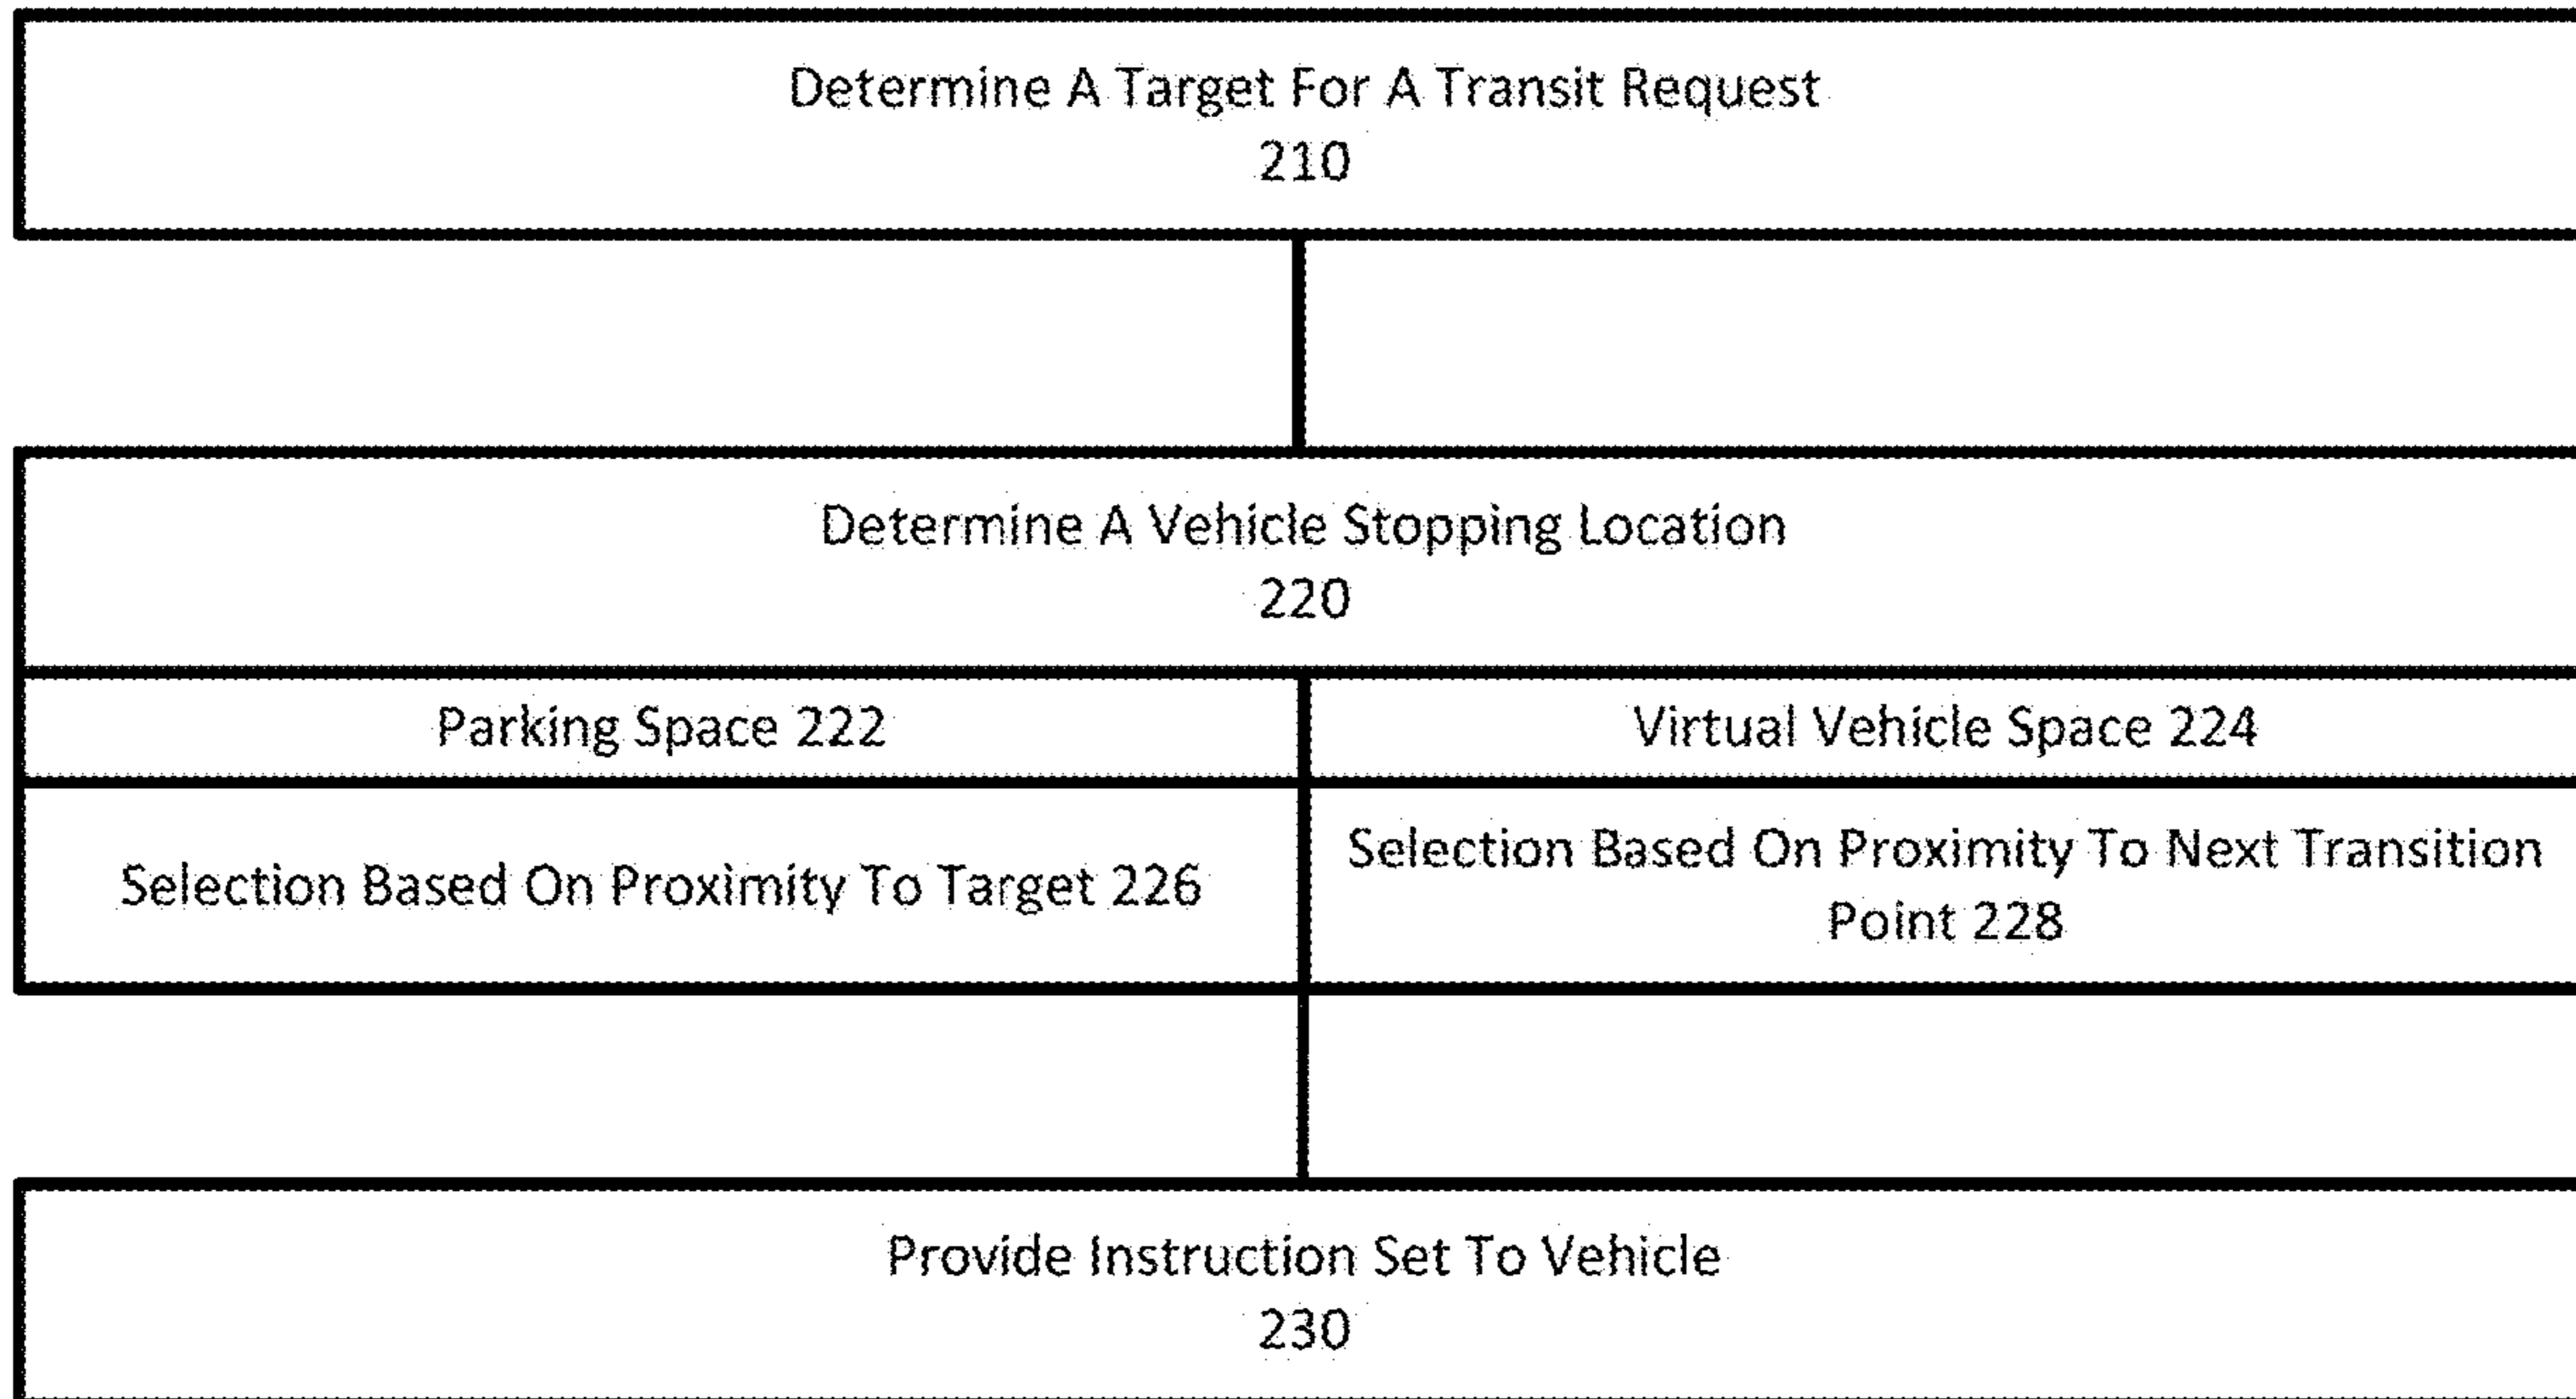 Determine A Target For A Transit Request
210
Determine A Vehicle Stopping Location
220
Parking Space 222
Virtual Vehicle Space 224
Selection Based On Proximity To Target 226
Selection Based On Proximity To Next Transition
Point 228
Provide Instruction Set To Vehicle
230